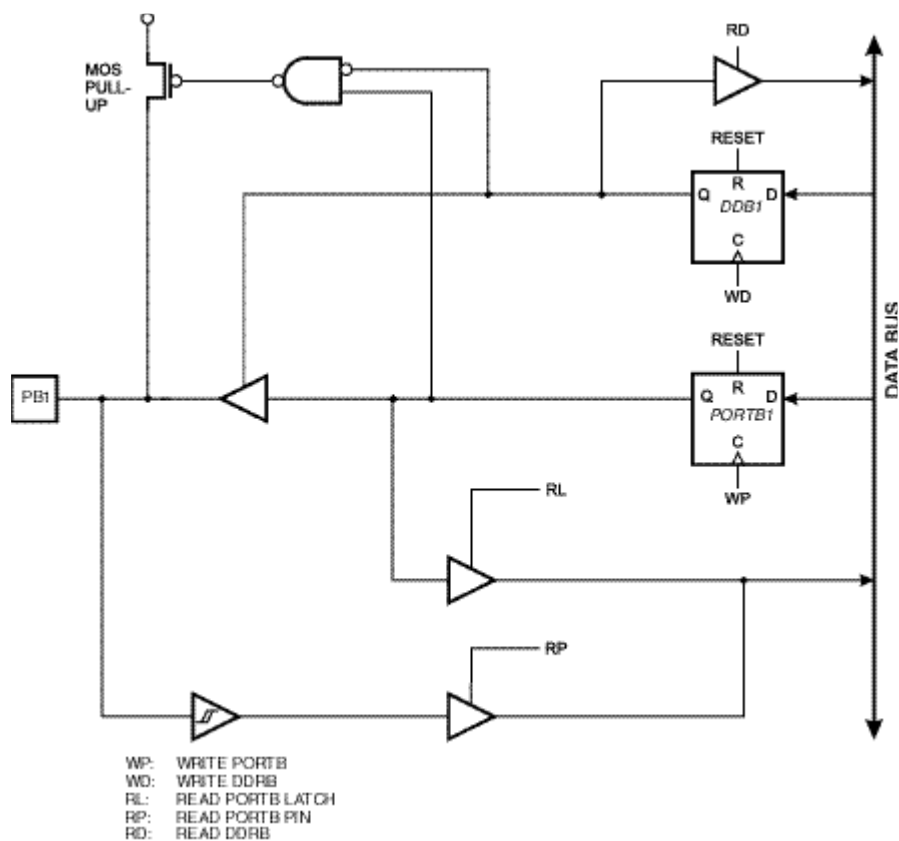 RD
MOS
PULL-
UP
RESET
Q R D
DDB1
C
WD
RESET
PB1
Q R D
PORTB1
C
WP
DATA BUS
RL
RP
WP: WRITE PORTB
WD: WRITE DDRB
RL: READ PORTB LATCH
RP: READ PORTB PIN
RD: READ DDRB